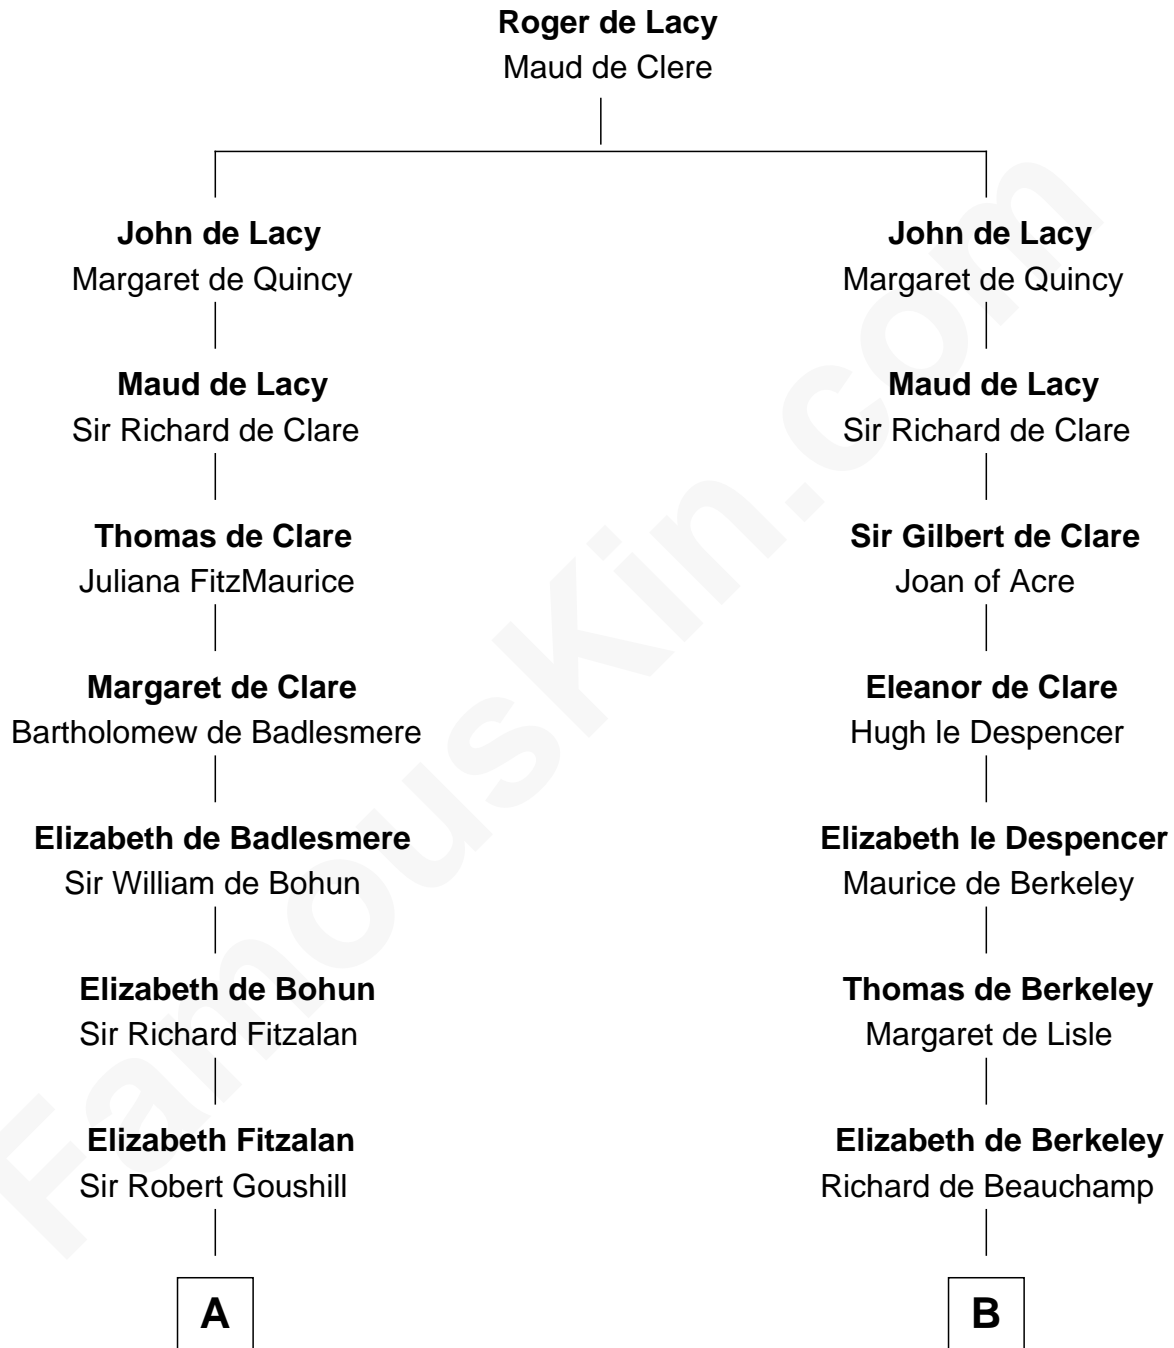 Roger de Lacy
Maud de Clere
John de Lacy
Margaret de Quincy
John de Lacy
Margaret de Quincy
Maud de Lacy
Sir Richard de Clare
Maud de Lacy
Sir Richard de Clare
Thomas de Clare
Juliana FitzMaurice
Sir Gilbert de Clare
Joan of Acre
Margaret de Clare
Bartholomew de Badlesmere
Eleanor de Clare
Hugh le Despencer
Elizabeth de Badlesmere
Sir William de Bohun
Elizabeth le Despencer
Maurice de Berkeley
Elizabeth de Bohun
Sir Richard Fitzalan
Thomas de Berkeley
Margaret de Lisle
Elizabeth Fitzalan
Sir Robert Goushill
Elizabeth de Berkeley
Richard de Beauchamp
A
B
FamousKin.com